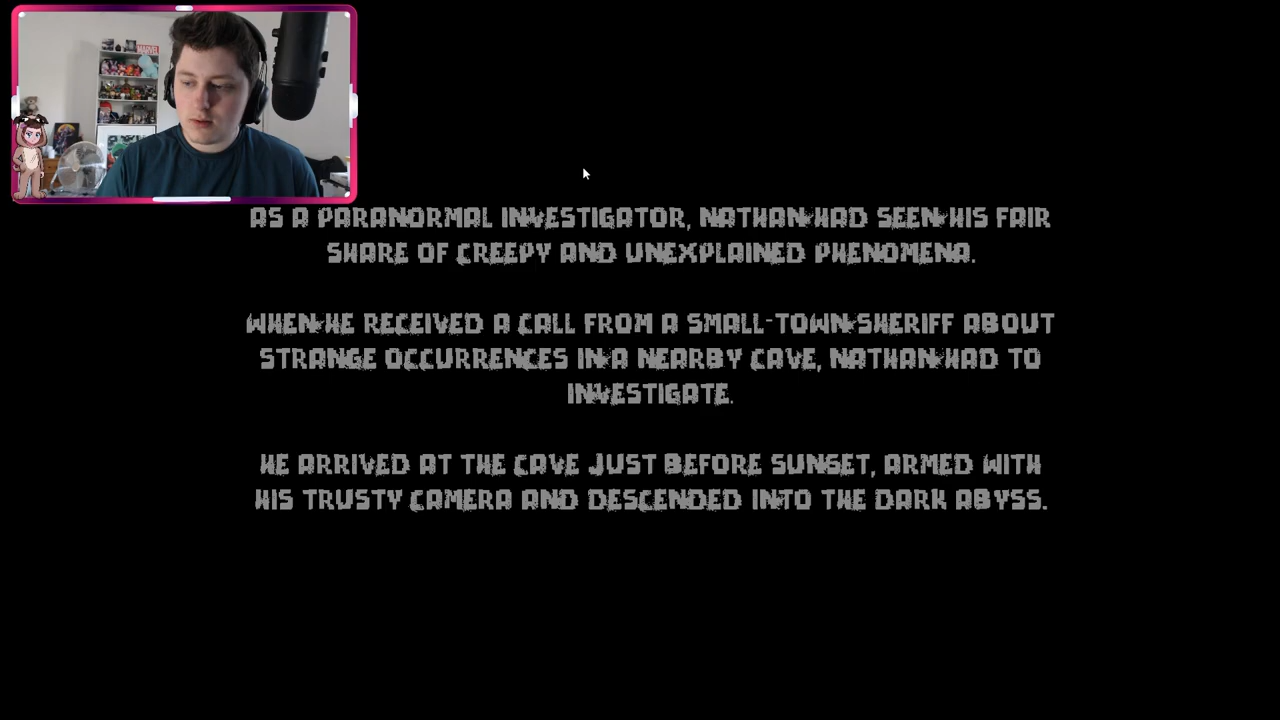 MARVEL
AS A PARANORMAL INVESTIGATOR, NATHAN HAD SEEN HIS FAIR
SHARE OF CREEPY AND UNEXPLAINED PHENOMENA.
WHEN HE RECEIVED A CALL FROM A SMALL-TOWN SHERIFF ABOUT
STRANGE OCCURRENCES IN A NEARBY CAVE, NATHAN HAD TO
INVESTIGATE.
HE ARRIVED AT THE CAVE JUST BEFORE SUNSET, ARMED WITH
HIS TRUSTY CAMERA AND DESCENDED INTO THE DARK ABYSS.